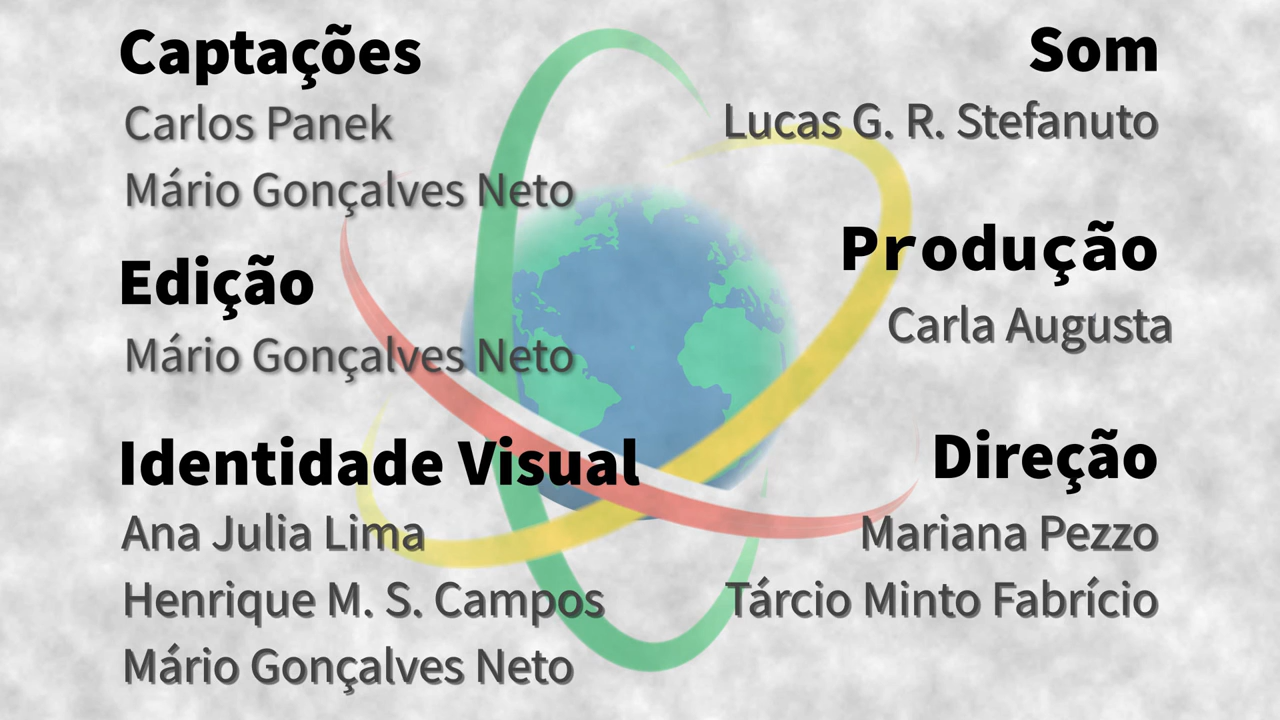 Captações
Carlos Panek
Mário Gonçalves Neto
Edição
Mário Gonçalves Neto
Identidade Visual
Ana Julia Lima
Henrique M. S. Campos
Mário Gonçalves Neto
Som
Lucas G. R. Stefanuto
Produção
Carla Augusta
Direção
Mariana Pezzo
Tárcio Minto Fabrício